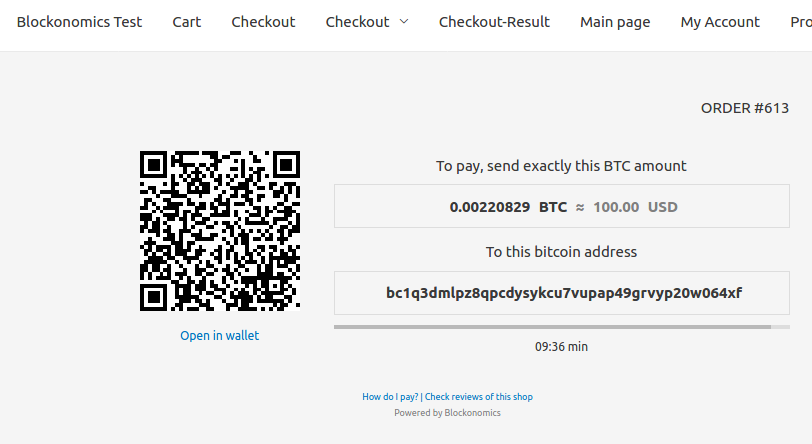 Blockonomics Test Cart Checkout Checkout Checkout-Result Main page My Account Pro
ORDER #613
To pay, send exactly this BTC amount
0.00220829 BTC ≈ 100.00 USD
To this bitcoin address
bc1q3dmlpz8qpcdysykcu7vupap49grvyp20w064xf
Open in wallet
09:36 min
How do I pay? | Check reviews of this shop
Powered by Blockonomics